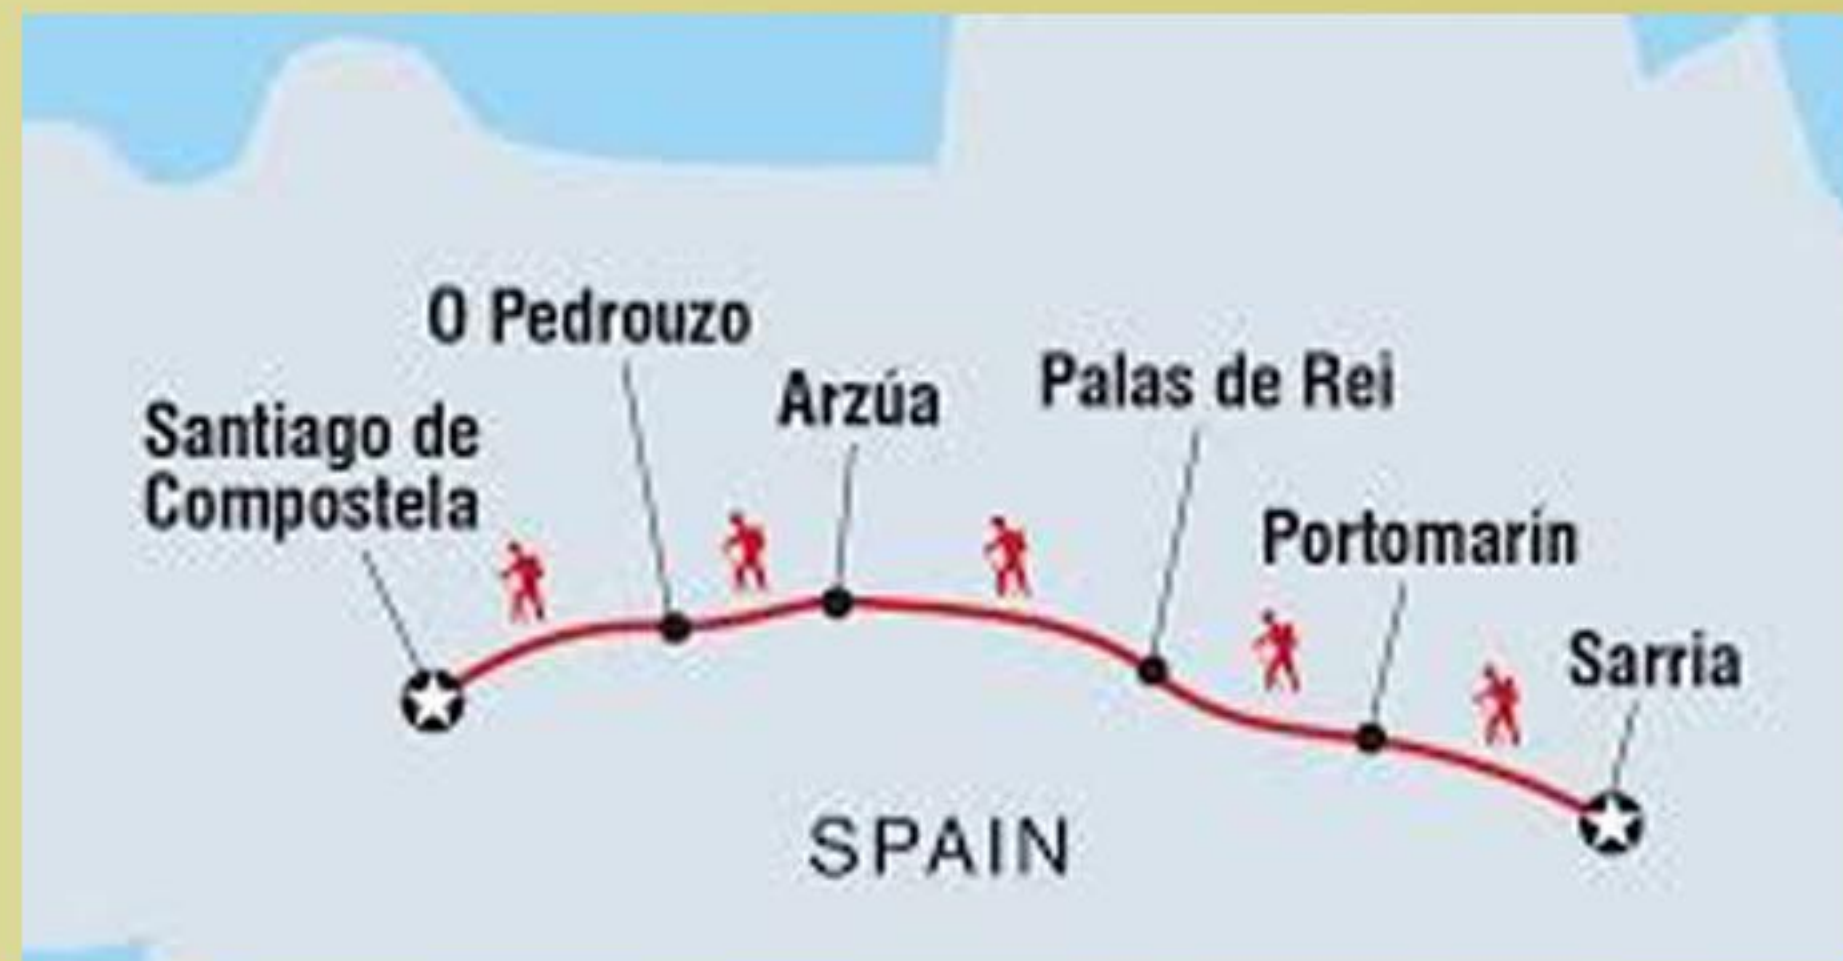 O Pedrouzo
Arzúa
Palas de Rei
Santiago de
Compostela
Portomarín
Sarria
SPAIN